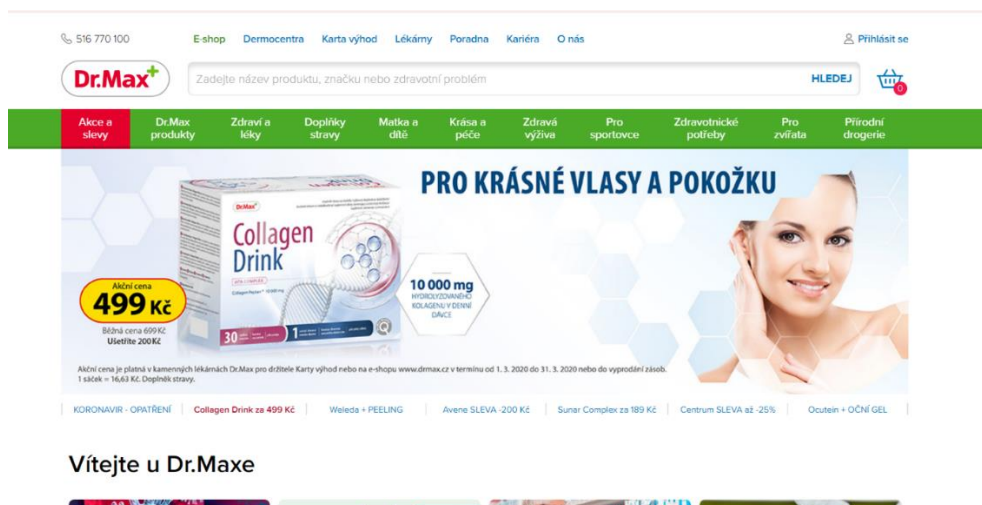 516 770 100
E-shop Dermocentra Karta výhod Lékárny Poradna Kariéra O nás
Přihlásit se
Dr.Max+
Zadejte název produktu, značku nebo zdravotní problém
HLEDEJ
0
Akce a slevy
Dr.Max produkty
Zdraví a léky
Doplňky stravy
Matka a dítě
Krása a péče
Zdravá výživa
Pro sportovce
Zdravotnické potřeby
Pro zvířata
Přírodní drogerie
PRO KRÁSNÉ VLASY A POKOŽKU
Dr.Max+
Collagen
Drink
30
1
10 000 mg
HYDROLYZOVANÉHO
KOLAGENU V DENNÍ
DÁVCE
Akční cena
499 Kč
Běžná cena 699 Kč
Ušetříte 200 Kč
Akční cena je platná v kamenných lékárnách Dr.Max pro držitele Karty výhod nebo na e-shopu www.drmax.cz v termínu od 1. 3. 2020 do 31. 3. 2020 nebo do vyprodání zásob.
1 sáček = 16,63 Kč. Doplněk stravy.
KORONAVIR - OPATŘENÍ
Collagen Drink za 499 Kč
Weleda + PEELING
Avene SLEVA -200 Kč
Sunar Complex za 189 Kč
Centrum SLEVA až -25%
Ocutein + OČNÍ GEL
Vítejte u Dr.Maxe